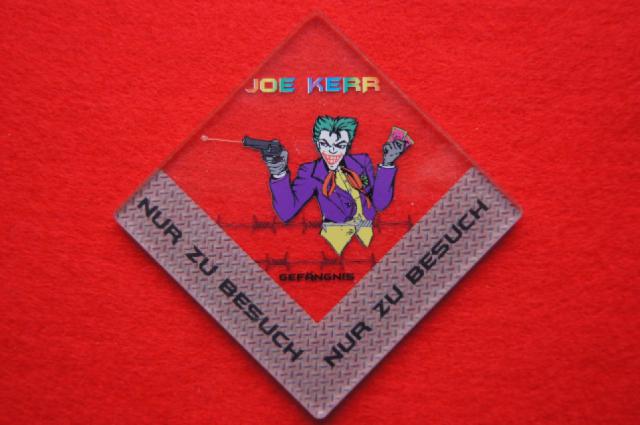 JOE KERR
GEFÄNGNIS
NUR ZU BESUCH
NUR ZU BESUCH